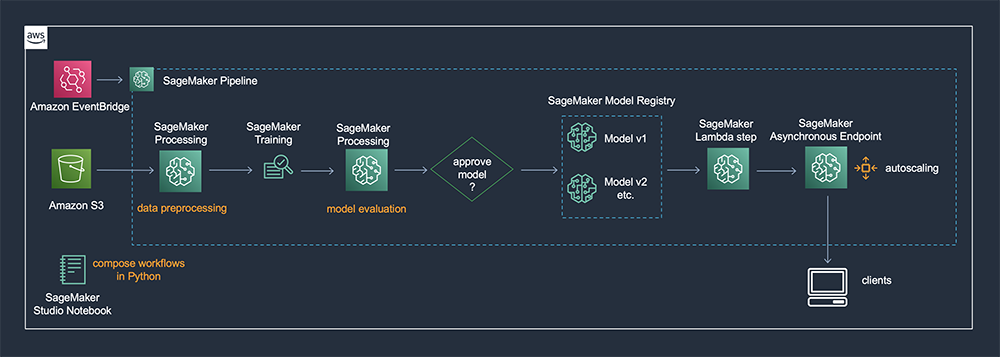 aws
SageMaker Pipeline
Amazon EventBridge
SageMaker
Processing
data preprocessing
SageMaker
Training
SageMaker
Processing
model evaluation
approve
model
?
SageMaker Model Registry
Model v1
Model v2
etc.
SageMaker
Lambda step
SageMaker
Asynchronous Endpoint
autoscaling
Amazon S3
compose workflows
in Python
SageMaker
Studio Notebook
clients